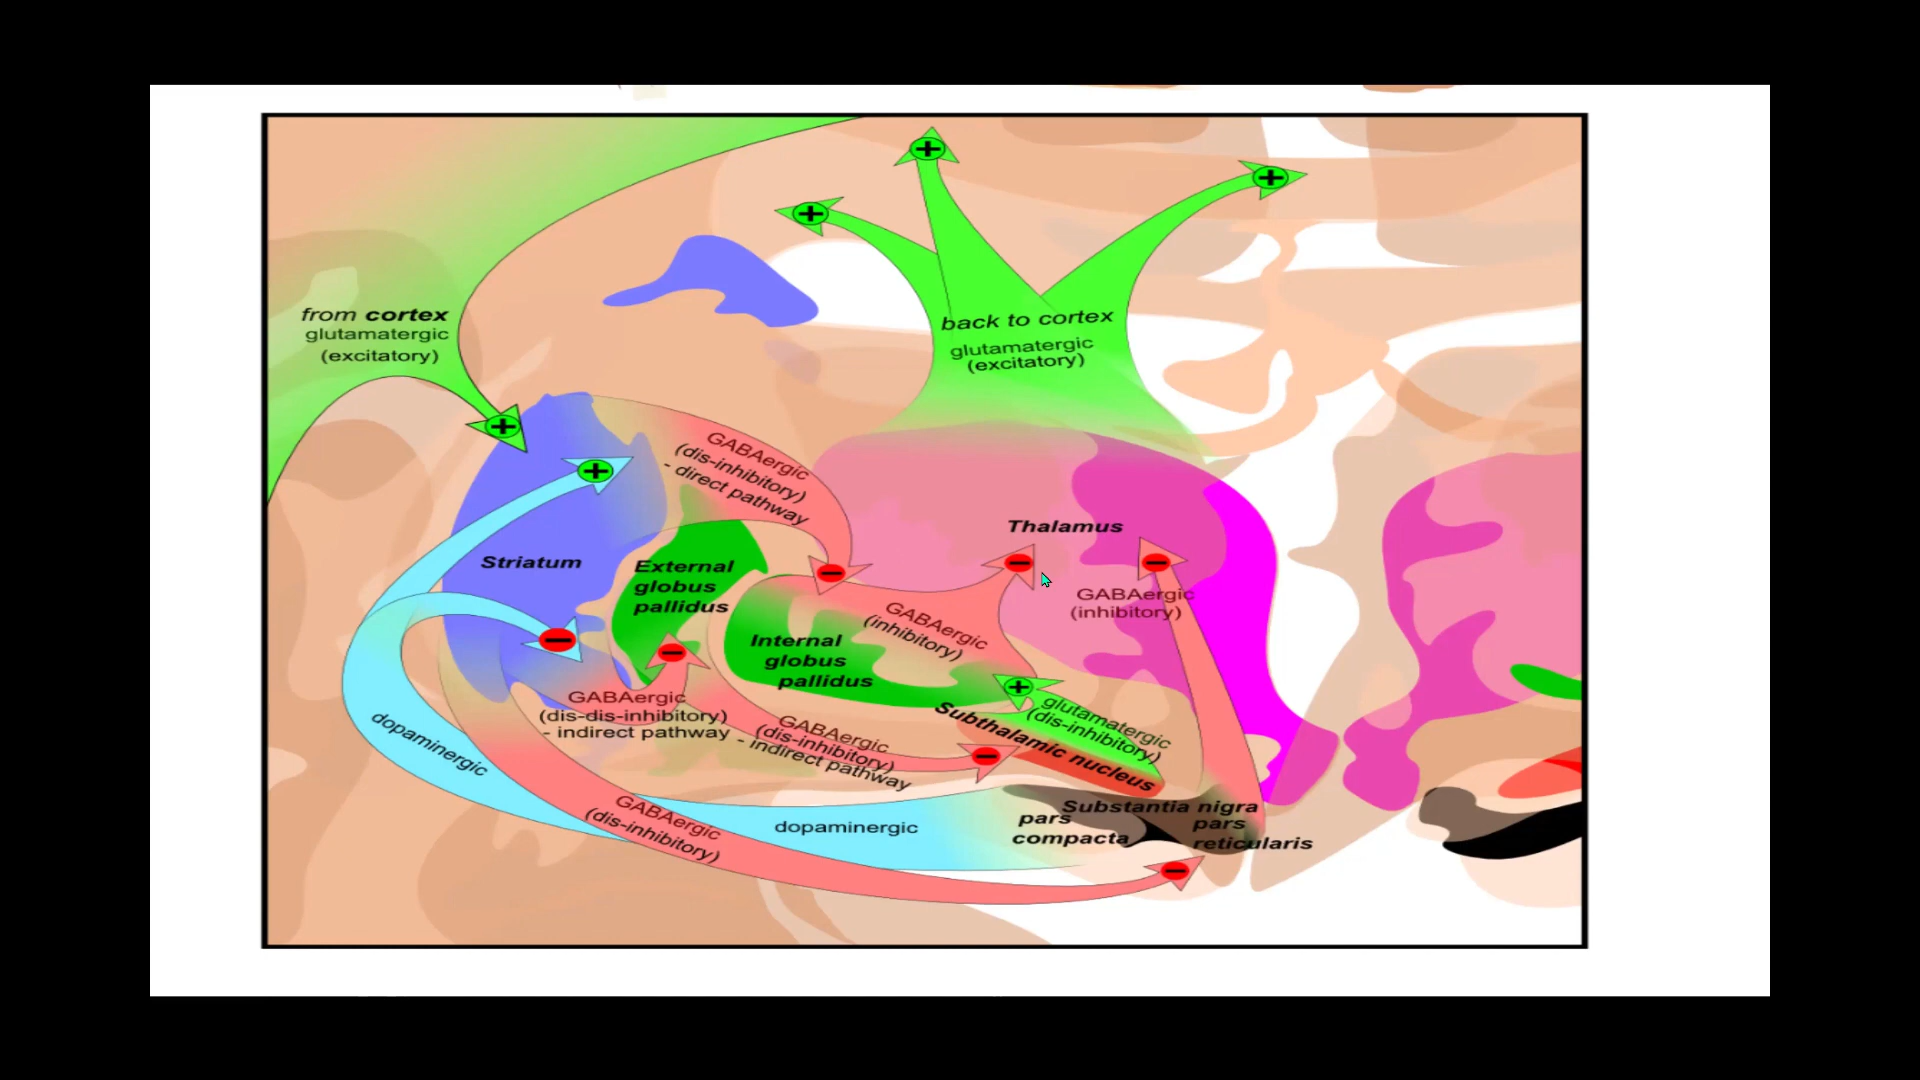 from cortex
glutamatergic
(excitatory)
back to cortex
glutamatergic
(excitatory)
GABAergic
(dis-inhibitory)
- direct pathway
Striatum
External
globus
pallidus
Thalamus
GABAergic
(inhibitory)
GABAergic
(inhibitory)
Internal
globus
pallidus
GABAergic
(dis-dis-inhibitory)
- indirect pathway
GABAergic
(dis-inhibitory)
- indirect pathway
glutamatergic
(dis-inhibitory)
Subthalamic nucleus
dopaminergic
GABAergic
(dis-inhibitory)
dopaminergic
Substantia nigra
pars
compacta
pars
reticularis